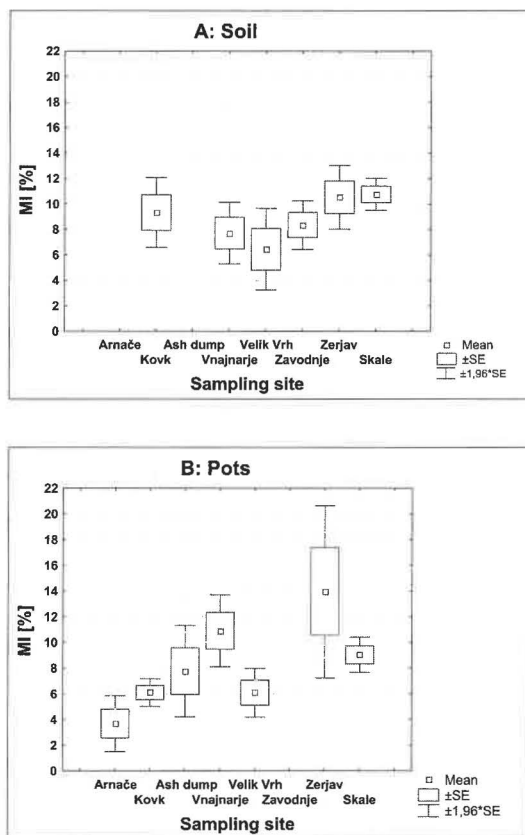 A: Soil
22
20
18
16
14
12
10
8
6
4
2
0
MI [%]
Arnače Ash dump Velik Vrh Zerjav
Kovk Vnajnarje Zavodnje Skale
Sampling site
Mean
±SE
±1,96*SE
B: Pots
22
20
18
16
14
12
10
8
6
4
2
0
MI [%]
Arnače Ash dump Velik Vrh Zerjav
Kovk Vnajnarje Zavodnje Skale
Sampling site
Mean
±SE
±1,96*SE